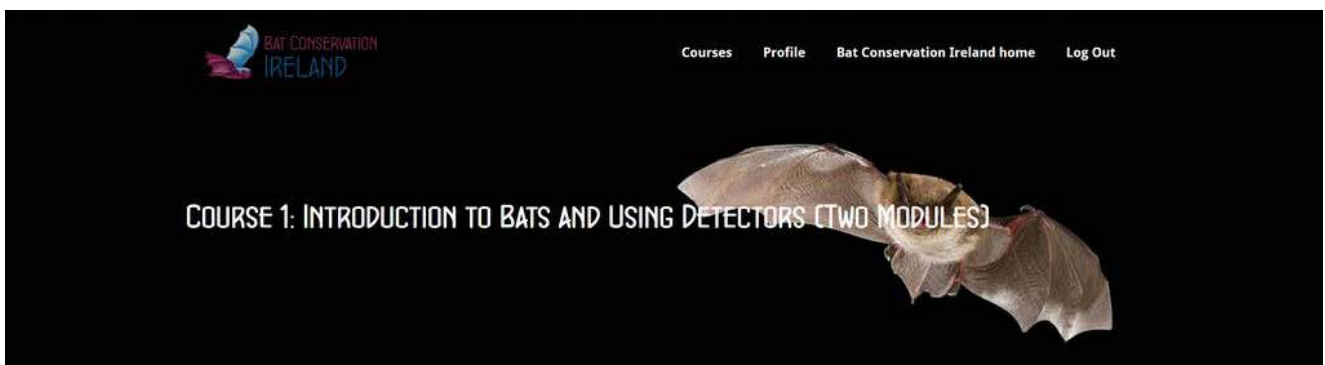 BAT CONSERVATION
IRELAND
Courses Profile Bat Conservation Ireland home Log Out
COURSE 1: INTRODUCTION TO BATS AND USING DETECTORS (TWO MODULES)